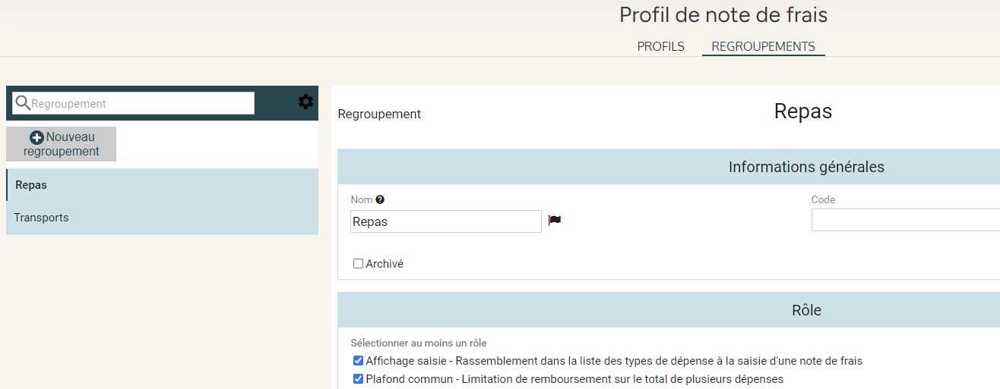 Profil de note de frais
PROFILS
REGROUPEMENTS
Regroupement
Nouveau
regroupement
Repas
Transports
Regroupement
Repas
Informations générales
Nom
Code
Repas
Archivé
Rôle
Sélectionner au moins un rôle
Affichage saisie - Rassemblement dans la liste des types de dépense à la saisie d'une note de frais
Plafond commun - Limitation de remboursement sur le total de plusieurs dépenses